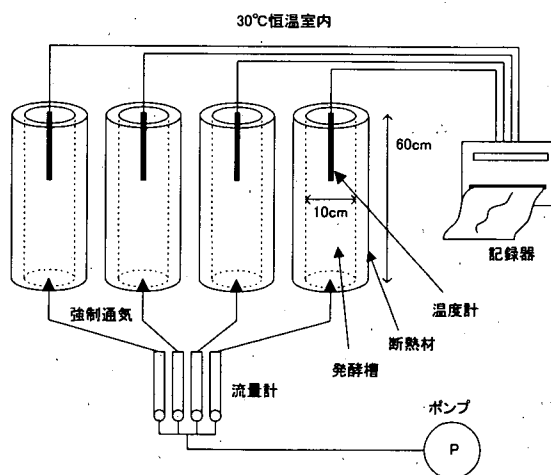 30℃恒温室内
60cm
10cm
記録器
温度計
強制通気
断熱材
発酵槽
流量計
ポンプ
P